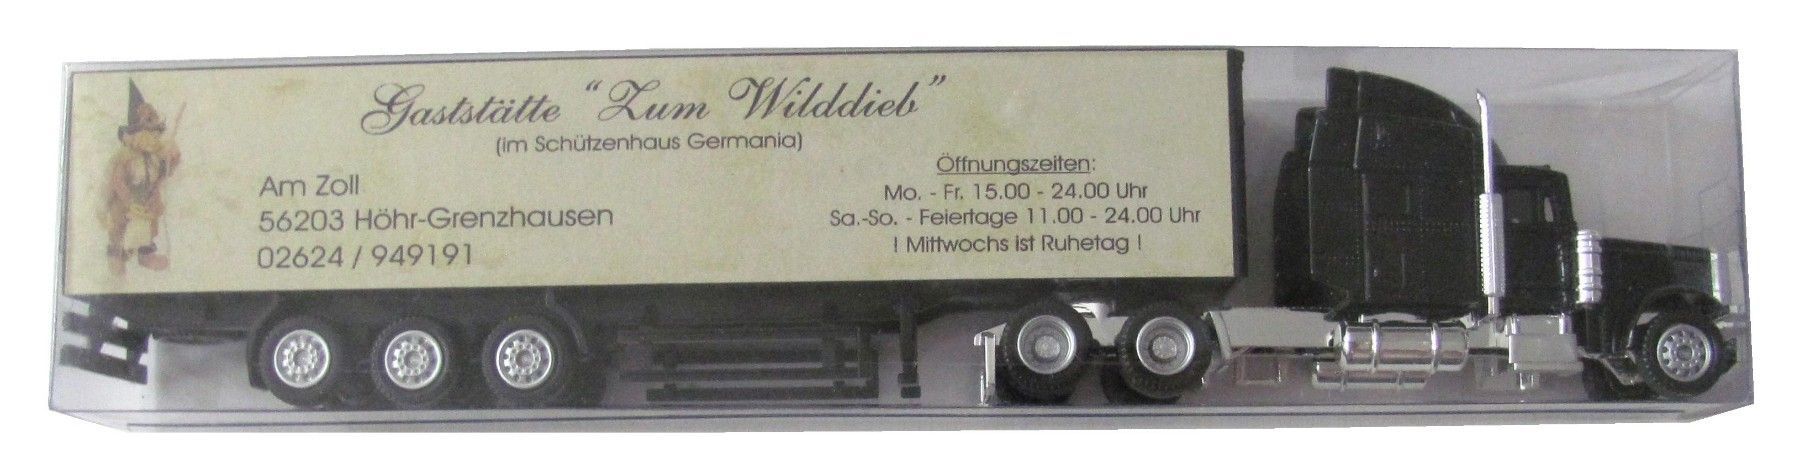 Gaststätte "Zum Wilddieb"
(im Schützenhaus Germania)
Am Zoll
56203 Höhr-Grenzhausen
02624 / 949191
Öffnungszeiten:
Mo. - Fr. 15.00 - 24.00 Uhr
Sa.-So. - Feiertage 11.00 - 24.00 Uhr
! Mittwochs ist Ruhetag !